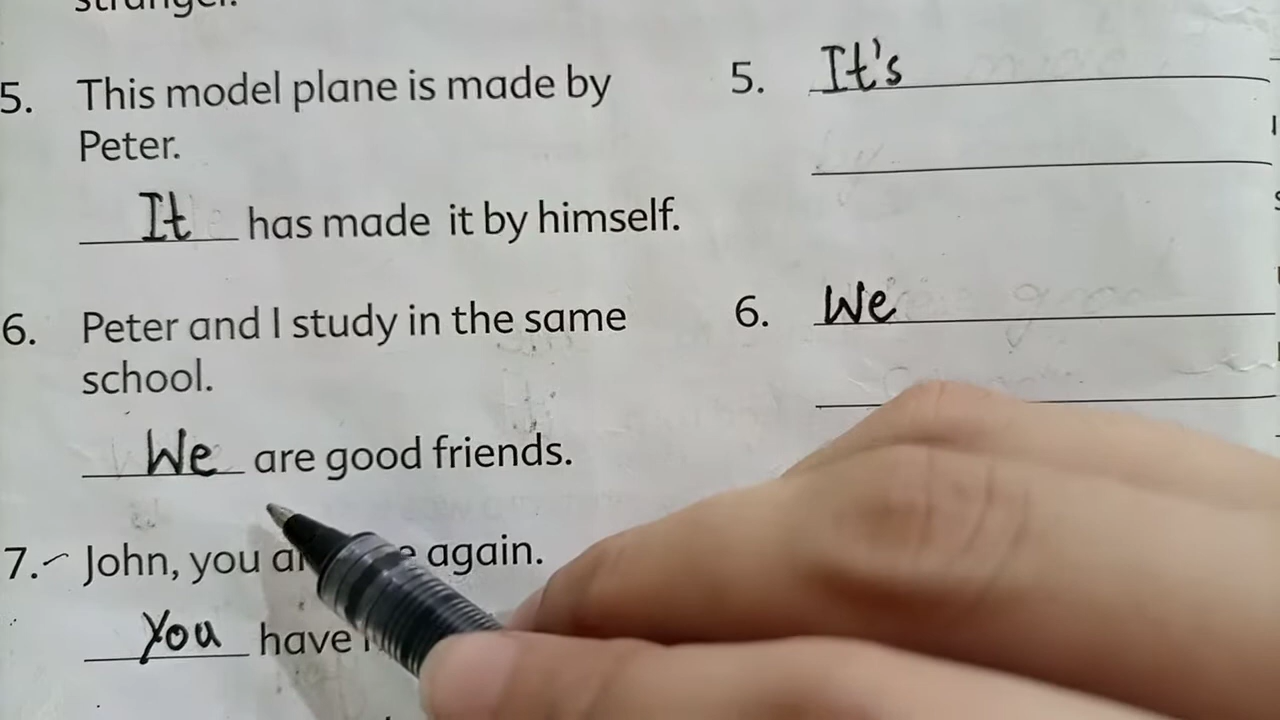 stranger.
5. This model plane is made by
Peter.
It has made it by himself.
6. Peter and I study in the same
school.
We are good friends.
7. John, you again.
You have
5. It's
6. We